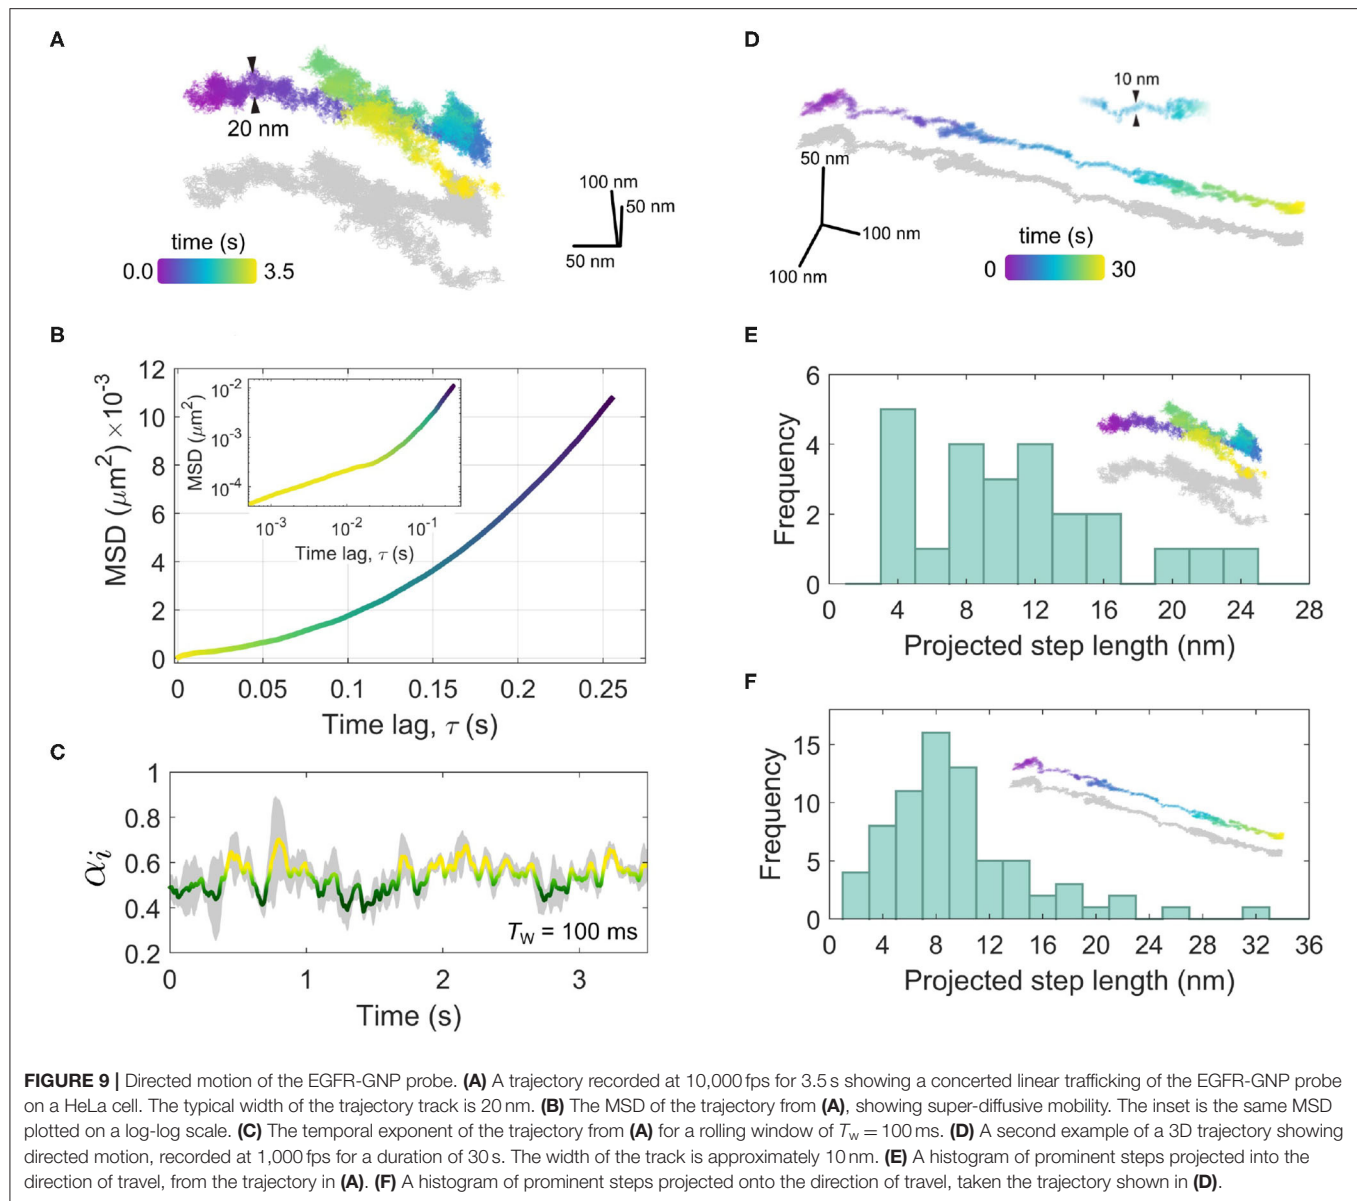 A
20 nm
100 nm
50 nm
50 nm
time (s)
0.0 3.5
B
MSD (μm²) ×10⁻³
12
10
8
6
4
2
0
0 0.05 0.1 0.15 0.2 0.25
Time lag, τ (s)
MSD (μm²)
10⁻²
10⁻³
10⁻⁴
10⁻³ 10⁻² 10⁻¹
Time lag, τ (s)
C
αᵢ
1
0.8
0.6
0.4
0.2
T_W = 100 ms
0 1 2 3
Time (s)
D
10 nm
50 nm
100 nm
100 nm
time (s)
0 30
E
Frequency
6
4
2
0
0 4 8 12 16 20 24 28
Projected step length (nm)
F
Frequency
15
10
5
0
0 4 8 12 16 20 24 28 32 36
Projected step length (nm)
FIGURE 9 | Directed motion of the EGFR-GNP probe. (A) A trajectory recorded at 10,000 fps for 3.5 s showing a concerted linear trafficking of the EGFR-GNP probe
on a HeLa cell. The typical width of the trajectory track is 20 nm. (B) The MSD of the trajectory from (A), showing super-diffusive mobility. The inset is the same MSD
plotted on a log-log scale. (C) The temporal exponent of the trajectory from (A) for a rolling window of T_w = 100 ms. (D) A second example of a 3D trajectory showing
directed motion, recorded at 1,000 fps for a duration of 30 s. The width of the track is approximately 10 nm. (E) A histogram of prominent steps projected into the
direction of travel, from the trajectory in (A). (F) A histogram of prominent steps projected onto the direction of travel, taken the trajectory shown in (D).